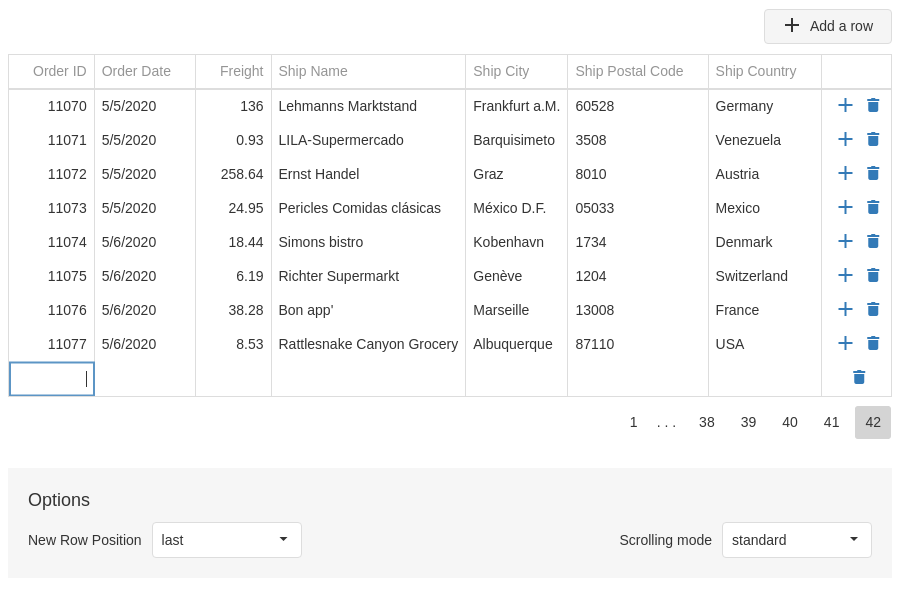 Add a row
Order ID Order Date Freight Ship Name Ship City Ship Postal Code Ship Country
11070 5/5/2020 136 Lehmanns Marktstand Frankfurt a.M. 60528 Germany
11071 5/5/2020 0.93 LILA-Supermercado Barquisimeto 3508 Venezuela
11072 5/5/2020 258.64 Ernst Handel Graz 8010 Austria
11073 5/5/2020 24.95 Pericles Comidas clásicas México D.F. 05033 Mexico
11074 5/6/2020 18.44 Simons bistro Kobenhavn 1734 Denmark
11075 5/6/2020 6.19 Richter Supermarkt Genève 1204 Switzerland
11076 5/6/2020 38.28 Bon app' Marseille 13008 France
11077 5/6/2020 8.53 Rattlesnake Canyon Grocery Albuquerque 87110 USA
1 . . . 38 39 40 41 42
Options
New Row Position last Scrolling mode standard